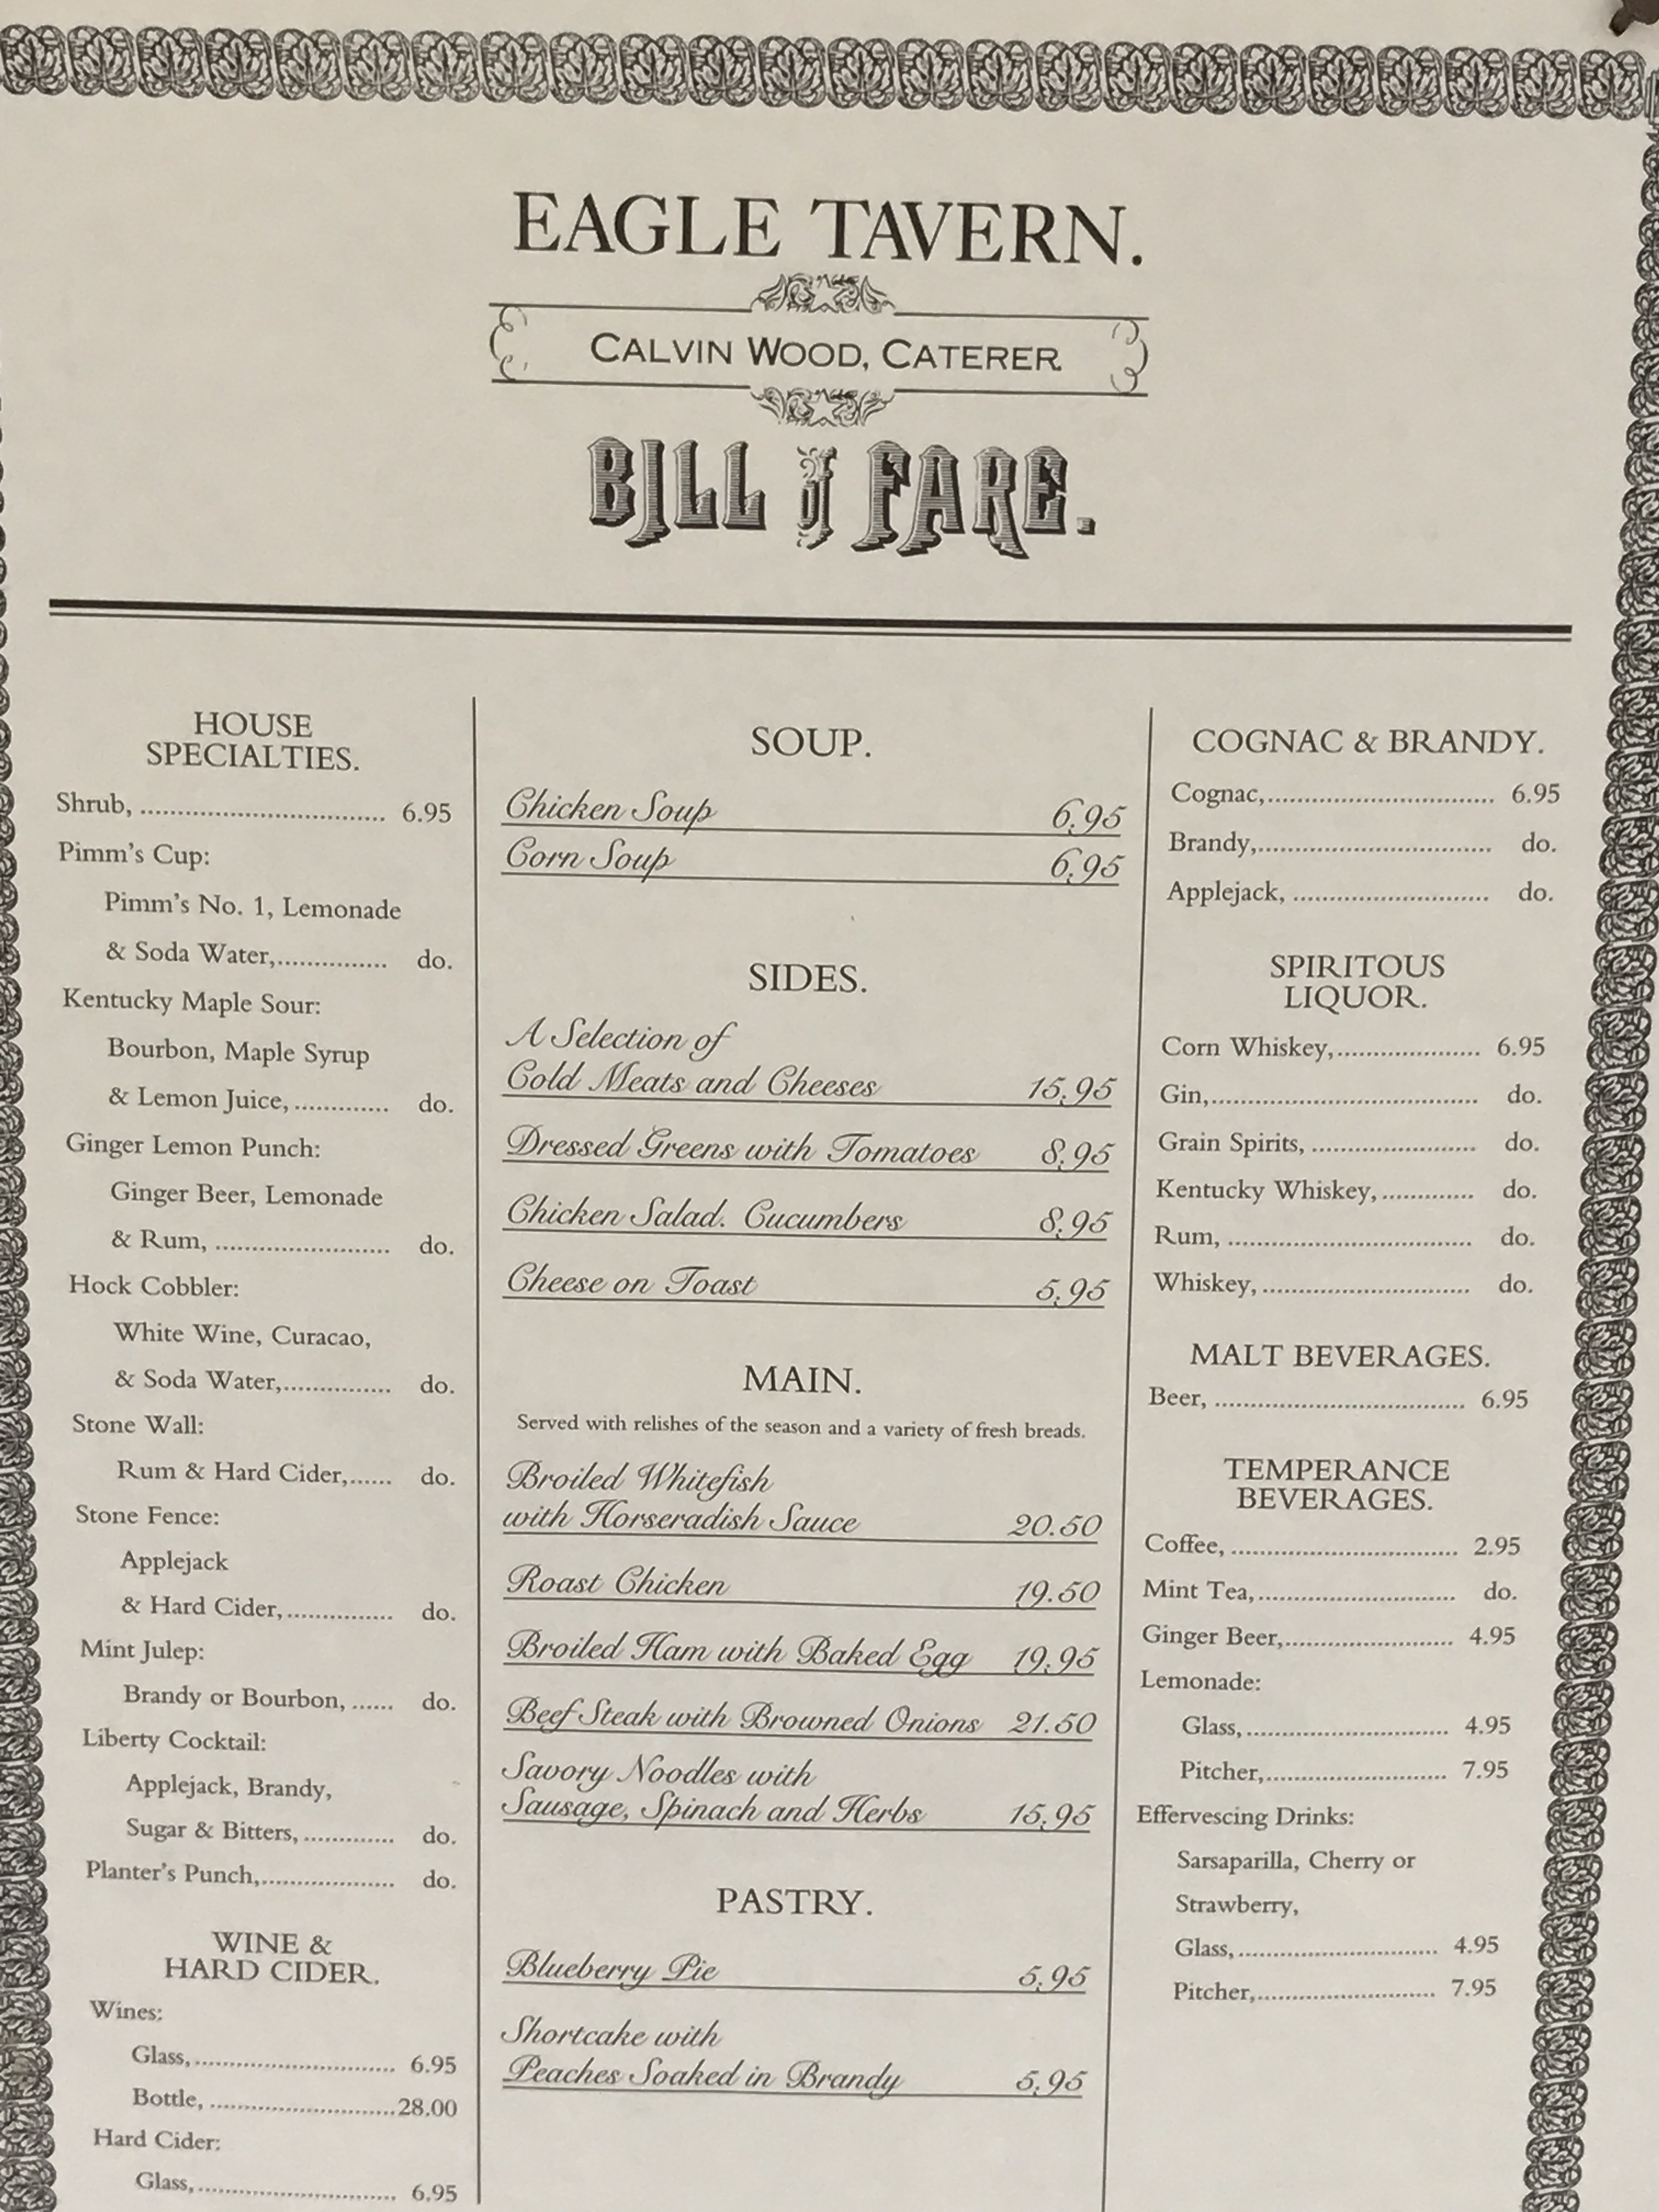 EAGLE TAVERN.
CALVIN WOOD, CATERER
BILL of FARE.
HOUSE
SPECIALTIES.
Shrub, .................................. 6.95
Pimm's Cup:
Pimm's No. 1, Lemonade
& Soda Water,................ do.
Kentucky Maple Sour:
Bourbon, Maple Syrup
& Lemon Juice, ............. do.
Ginger Lemon Punch:
Ginger Beer, Lemonade
& Rum, ........................ do.
Hock Cobbler:
White Wine, Curacao,
& Soda Water,............... do.
Stone Wall:
Rum & Hard Cider,...... do.
Stone Fence:
Applejack
& Hard Cider, ............... do.
Mint Julep:
Brandy or Bourbon, ...... do.
Liberty Cocktail:
Applejack, Brandy,
Sugar & Bitters, ............. do.
Planter's Punch,................... do.
WINE &
HARD CIDER.
Wines:
Glass,............................. 6.95
Bottle, ...........................28.00
Hard Cider:
Glass,............................. 6.95
SOUP.
Chicken Soup 6.95
Corn Soup 6.95
SIDES.
A Selection of
Cold Meats and Cheeses 15.95
Dressed Greens with Tomatoes 8.95
Chicken Salad. Cucumbers 8.95
Cheese on Toast 5.95
MAIN.
Served with relishes of the season and a variety of fresh breads.
Broiled Whitefish
with Horseradish Sauce 20.50
Roast Chicken 19.50
Broiled Ham with Baked Egg 19.95
Beef Steak with Browned Onions 21.50
Savory Noodles with
Sausage, Spinach and Herbs 15.95
PASTRY.
Blueberry Pie 5.95
Shortcake with
Peaches Soaked in Brandy 5.95
COGNAC & BRANDY.
Cognac,................................ 6.95
Brandy,................................. do.
Applejack, ............................ do.
SPIRITOUS
LIQUOR.
Corn Whiskey,.................... 6.95
Gin,...................................... do.
Grain Spirits, ....................... do.
Kentucky Whiskey, ............. do.
Rum, ................................... do.
Whiskey, .............................. do.
MALT BEVERAGES.
Beer, .................................... 6.95
TEMPERANCE
BEVERAGES.
Coffee, ................................. 2.95
Mint Tea,............................. do.
Ginger Beer,........................ 4.95
Lemonade:
Glass,............................. 4.95
Pitcher,.......................... 7.95
Effervescing Drinks:
Sarsaparilla, Cherry or
Strawberry,
Glass,............................. 4.95
Pitcher,.......................... 7.95